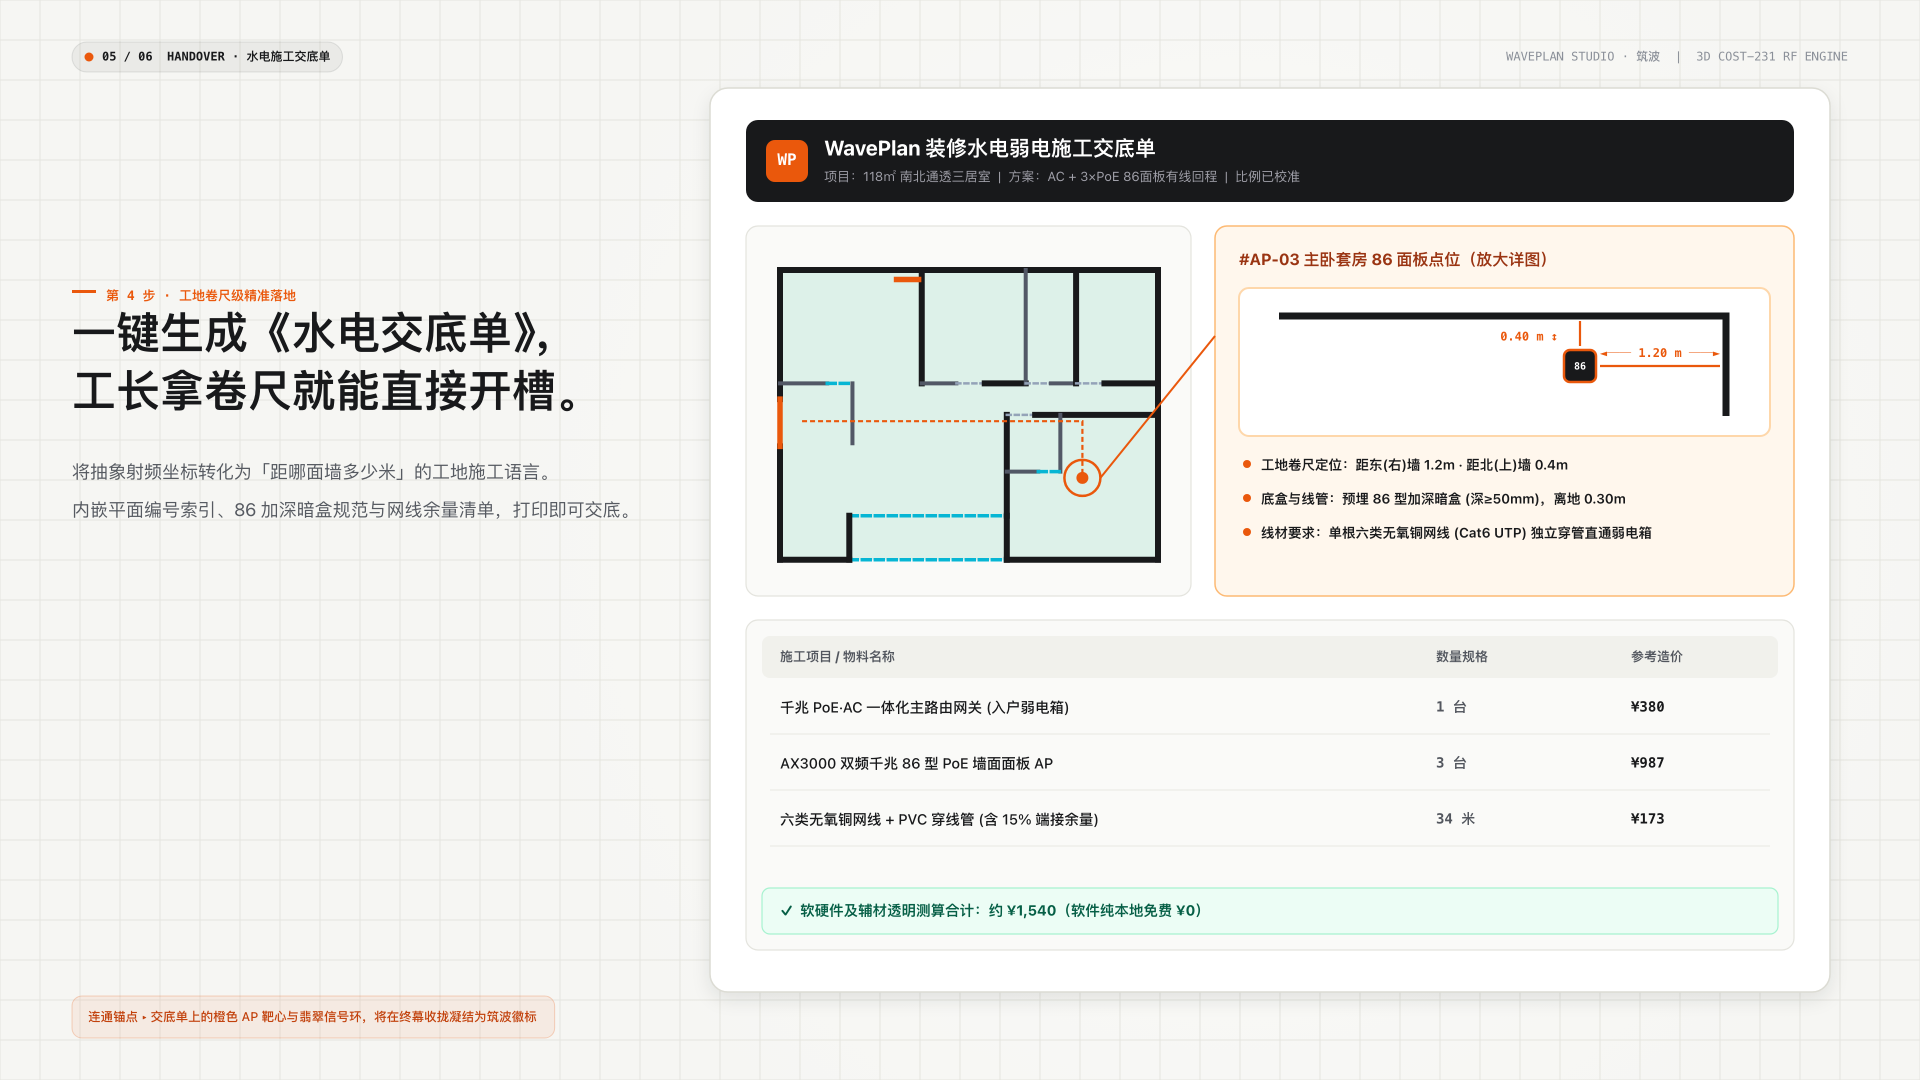 05 / 06 HANDOVER · 水电施工交底单
WAVEPLAN STUDIO · 筑波 | 3D COST-231 RF ENGINE
第 4 步 · 工地卷尺级精准落地
一键生成《水电交底单》，
工长拿卷尺就能直接开槽。
将抽象射频坐标转化为「距哪面墙多少米」的工地施工语言。
内嵌平面编号索引、86 加深暗盒规范与网线余量清单，打印即可交底。
连通锚点 ▸ 交底单上的橙色 AP 靶心与翡翠信号环，将在终幕收拢凝结为筑波徽标
WP
WavePlan 装修水电弱电施工交底单
项目：118㎡ 南北通透三居室 | 方案：AC + 3×PoE 86面板有线回程 | 比例已校准
#AP-03 主卧套房 86 面板点位（放大详图）
0.40 m ↕
1.20 m
86
工地卷尺定位：距东(右)墙 1.2m · 距北(上)墙 0.4m
底盒与线管：预埋 86 型加深暗盒 (深≥50mm)，离地 0.30m
线材要求：单根六类无氧铜网线 (Cat6 UTP) 独立穿管直通弱电箱
施工项目 / 物料名称 数量规格 参考造价
千兆 PoE·AC 一体化主路由网关 (入户弱电箱) 1 台 ¥380
AX3000 双频千兆 86 型 PoE 墙面面板 AP 3 台 ¥987
六类无氧铜网线 + PVC 穿线管 (含 15% 端接余量) 34 米 ¥173
✓ 软硬件及辅材透明测算合计：约 ¥1,540（软件纯本地免费 ¥0）